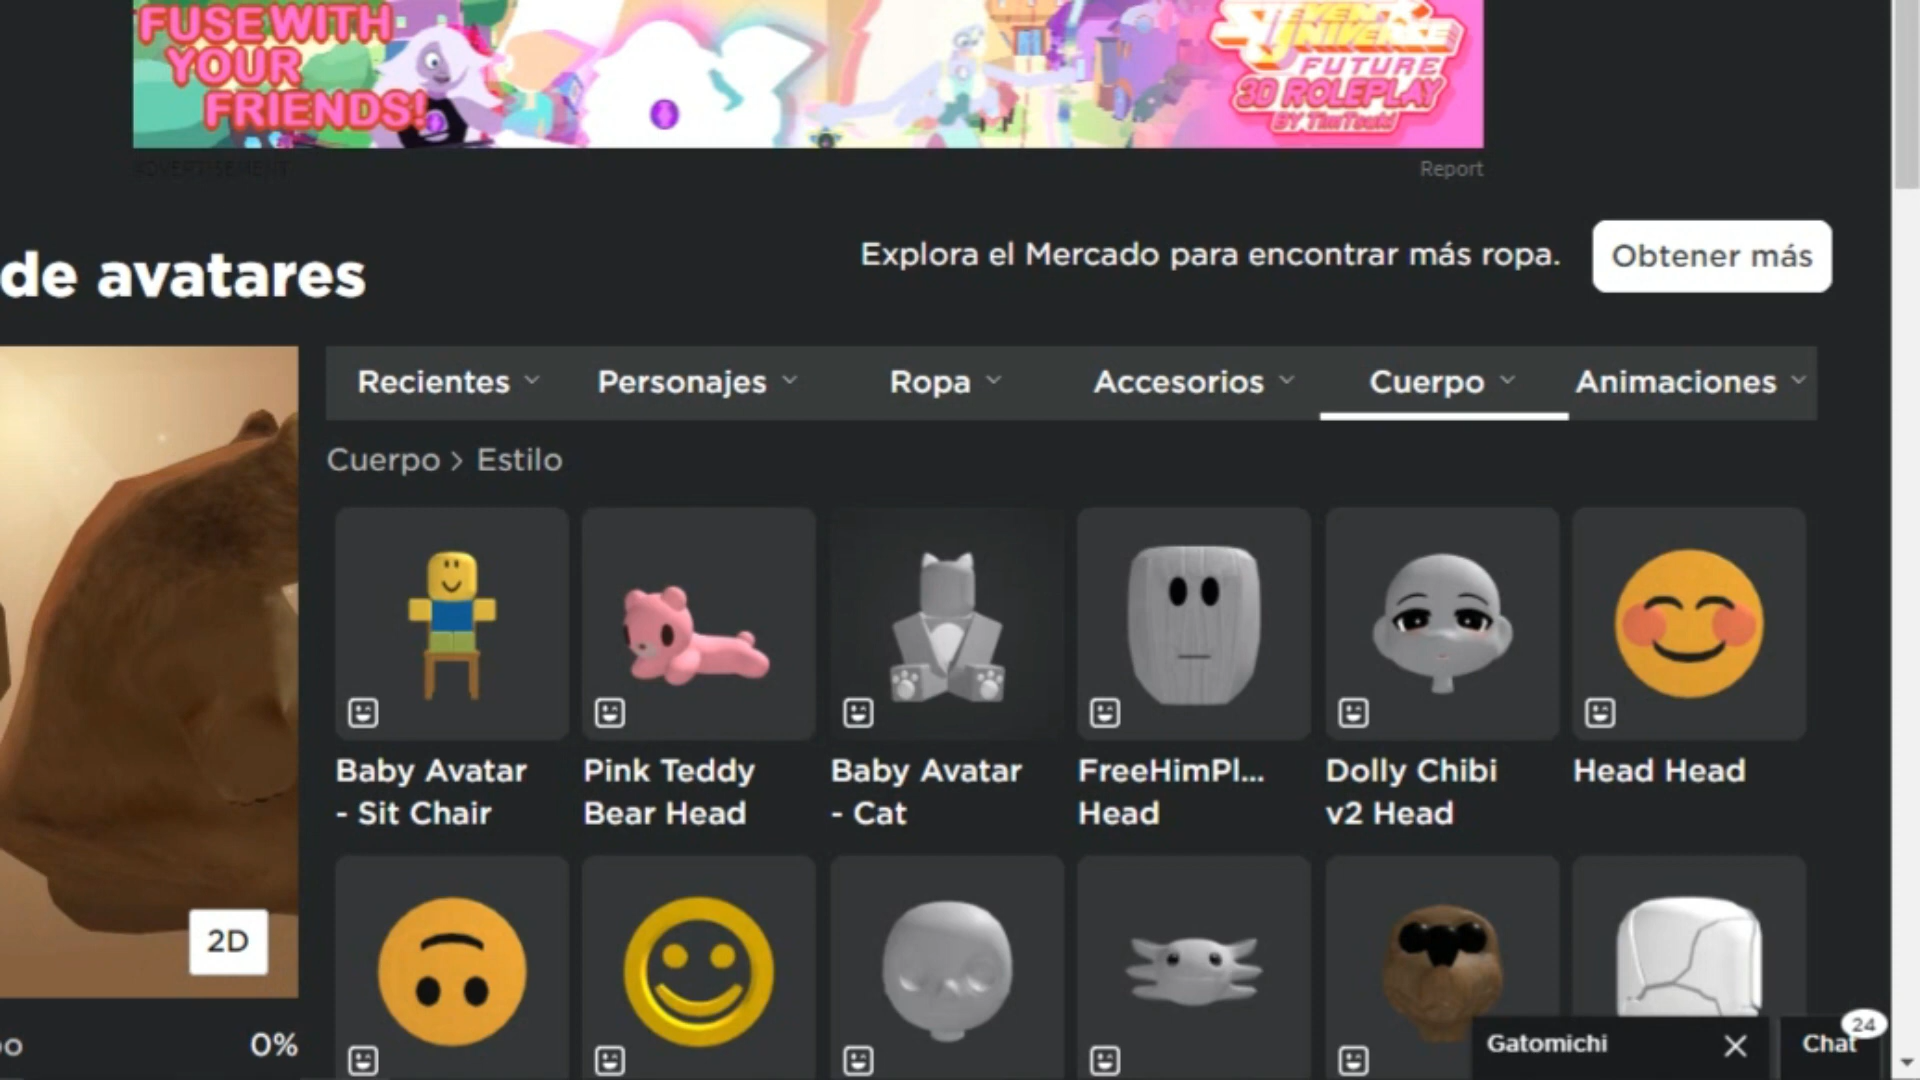 FUSE WITH
YOUR
FRIENDS!
STEVEN
UNIVERSE
FUTURE
3D ROLEPLAY
ADVERTISEMENT
Report
de avatares
Explora el Mercado para encontrar más ropa.
Obtener más
Recientes
Personajes
Ropa
Accesorios
Cuerpo
Animaciones
Cuerpo > Estilo
Baby Avatar
- Sit Chair
Pink Teddy
Bear Head
Baby Avatar
- Cat
FreeHimPl...
Head
Dolly Chibi
v2 Head
Head Head
2D
0%
Gatomichi
Chat
24